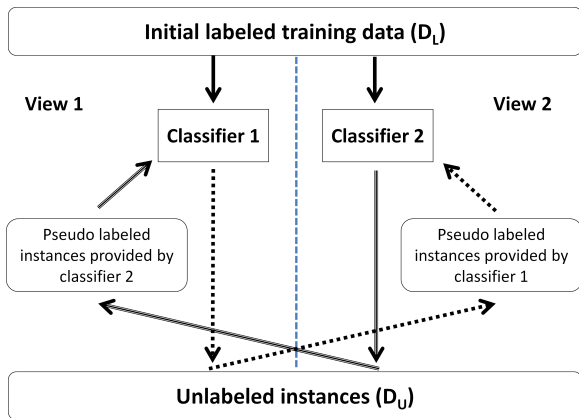 Initial labeled training data (D_L)
View 1
View 2
Classifier 1
Classifier 2
Pseudo labeled
instances provided by
classifier 2
Pseudo labeled
instances provided by
classifier 1
Unlabeled instances (D_U)